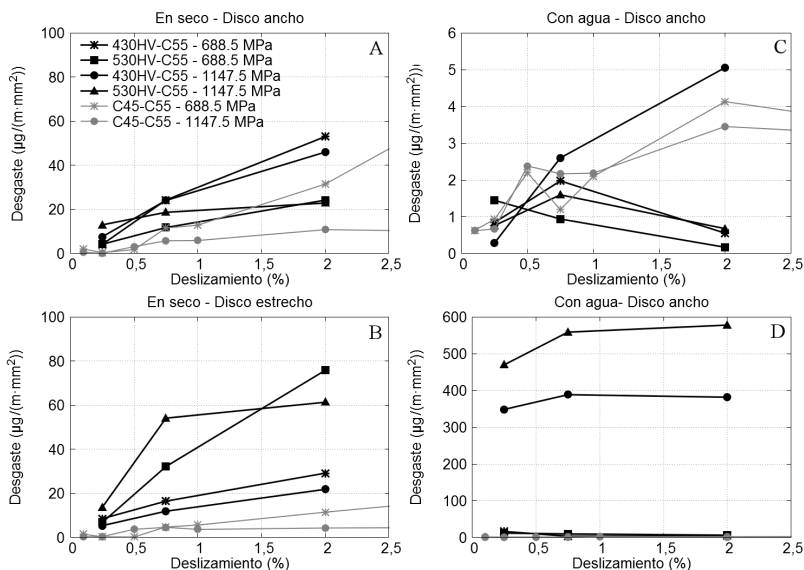 En seco - Disco ancho
A
Desgaste (µg/(m·mm²))
100
80
60
40
20
0
430HV-C55 - 688.5 MPa
530HV-C55 - 688.5 MPa
430HV-C55 - 1147.5 MPa
530HV-C55 - 1147.5 MPa
C45-C55 - 688.5 MPa
C45-C55 - 1147.5 MPa
0 0,5 1 1,5 2 2,5
Deslizamiento (%)
Con agua - Disco ancho
C
Desgaste (µg/(m·mm²))
6
5
4
3
2
1
0
0 0,5 1 1,5 2 2,5
Deslizamiento (%)
En seco - Disco estrecho
B
Desgaste (µg/(m·mm²))
100
80
60
40
20
0
0 0,5 1 1,5 2 2,5
Deslizamiento (%)
Con agua- Disco ancho
D
Desgaste (µg/(m·mm²))
600
500
400
300
200
100
0
0 0,5 1 1,5 2 2,5
Deslizamiento (%)